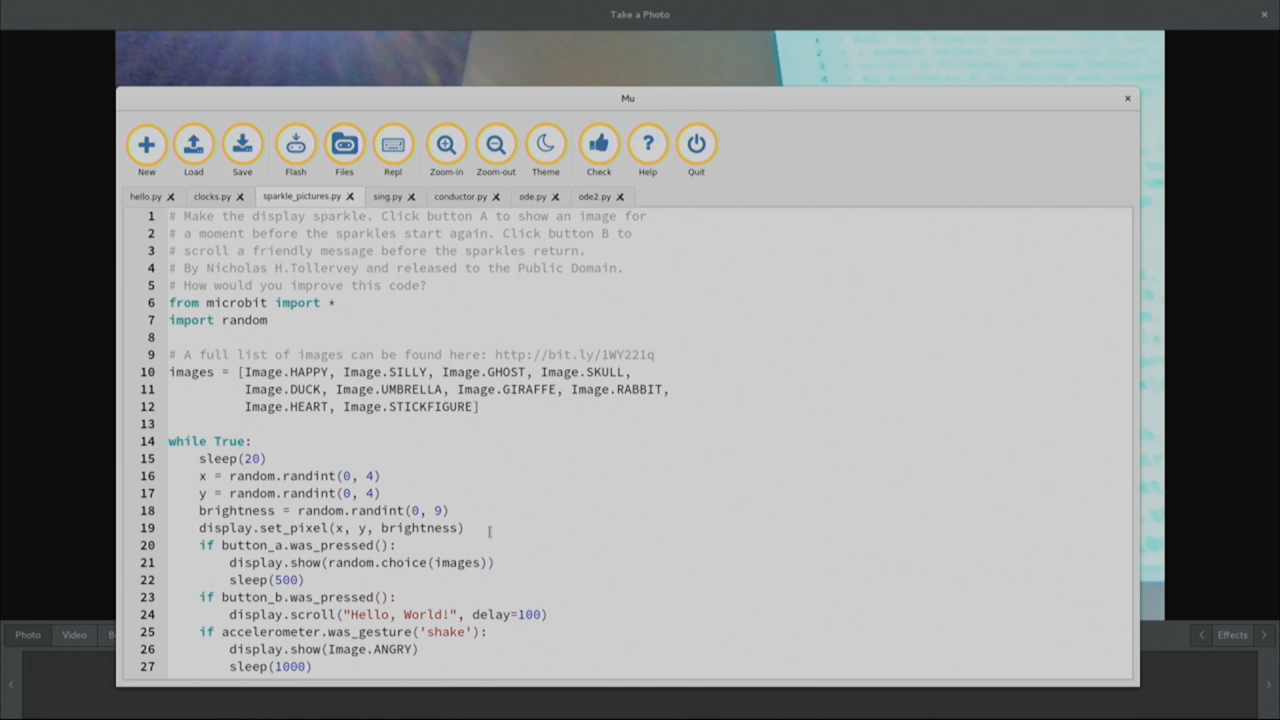 Take a Photo
Mu
New Load Save Flash Files Repl Zoom-in Zoom-out Theme Check Help Quit
hello.py clocks.py sparkle_pictures.py sing.py conductor.py ode.py ode2.py
1 # Make the display sparkle. Click button A to show an image for
2 # a moment before the sparkles start again. Click button B to
3 # scroll a friendly message before the sparkles return.
4 # By Nicholas H.Tollervey and released to the Public Domain.
5 # How would you improve this code?
6 from microbit import *
7 import random
8
9 # A full list of images can be found here: http://bit.ly/1WY221q
10 images = [Image.HAPPY, Image.SILLY, Image.GHOST, Image.SKULL,
11 Image.DUCK, Image.UMBRELLA, Image.GIRAFFE, Image.RABBIT,
12 Image.HEART, Image.STICKFIGURE]
13
14 while True:
15 sleep(20)
16 x = random.randint(0, 4)
17 y = random.randint(0, 4)
18 brightness = random.randint(0, 9)
19 display.set_pixel(x, y, brightness)
20 if button_a.was_pressed():
21 display.show(random.choice(images))
22 sleep(500)
23 if button_b.was_pressed():
24 display.scroll("Hello, World!", delay=100)
25 if accelerometer.was_gesture('shake'):
26 display.show(Image.ANGRY)
27 sleep(1000)
Photo Video Effects